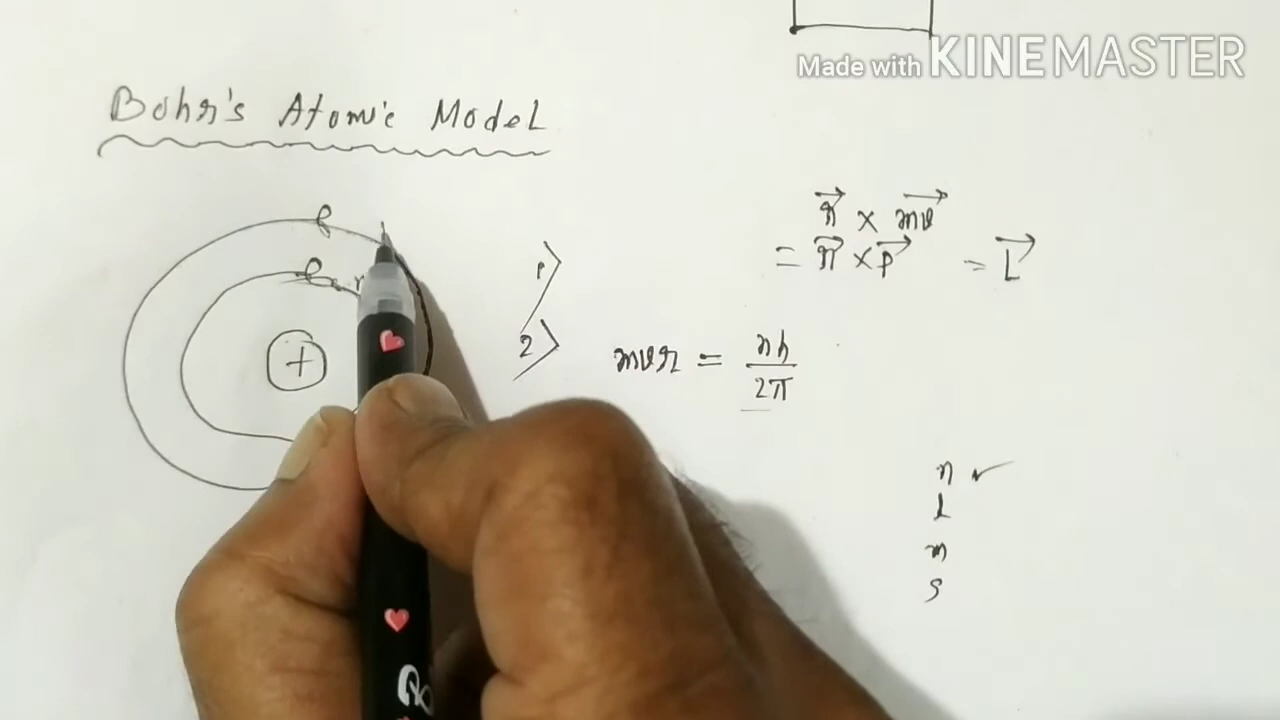 Made with KINEMASTER
Bohr's Atomic Model
r × mv
= r × p = L
1>
2>
mvr = nh/2π
n ✓
l
m
s